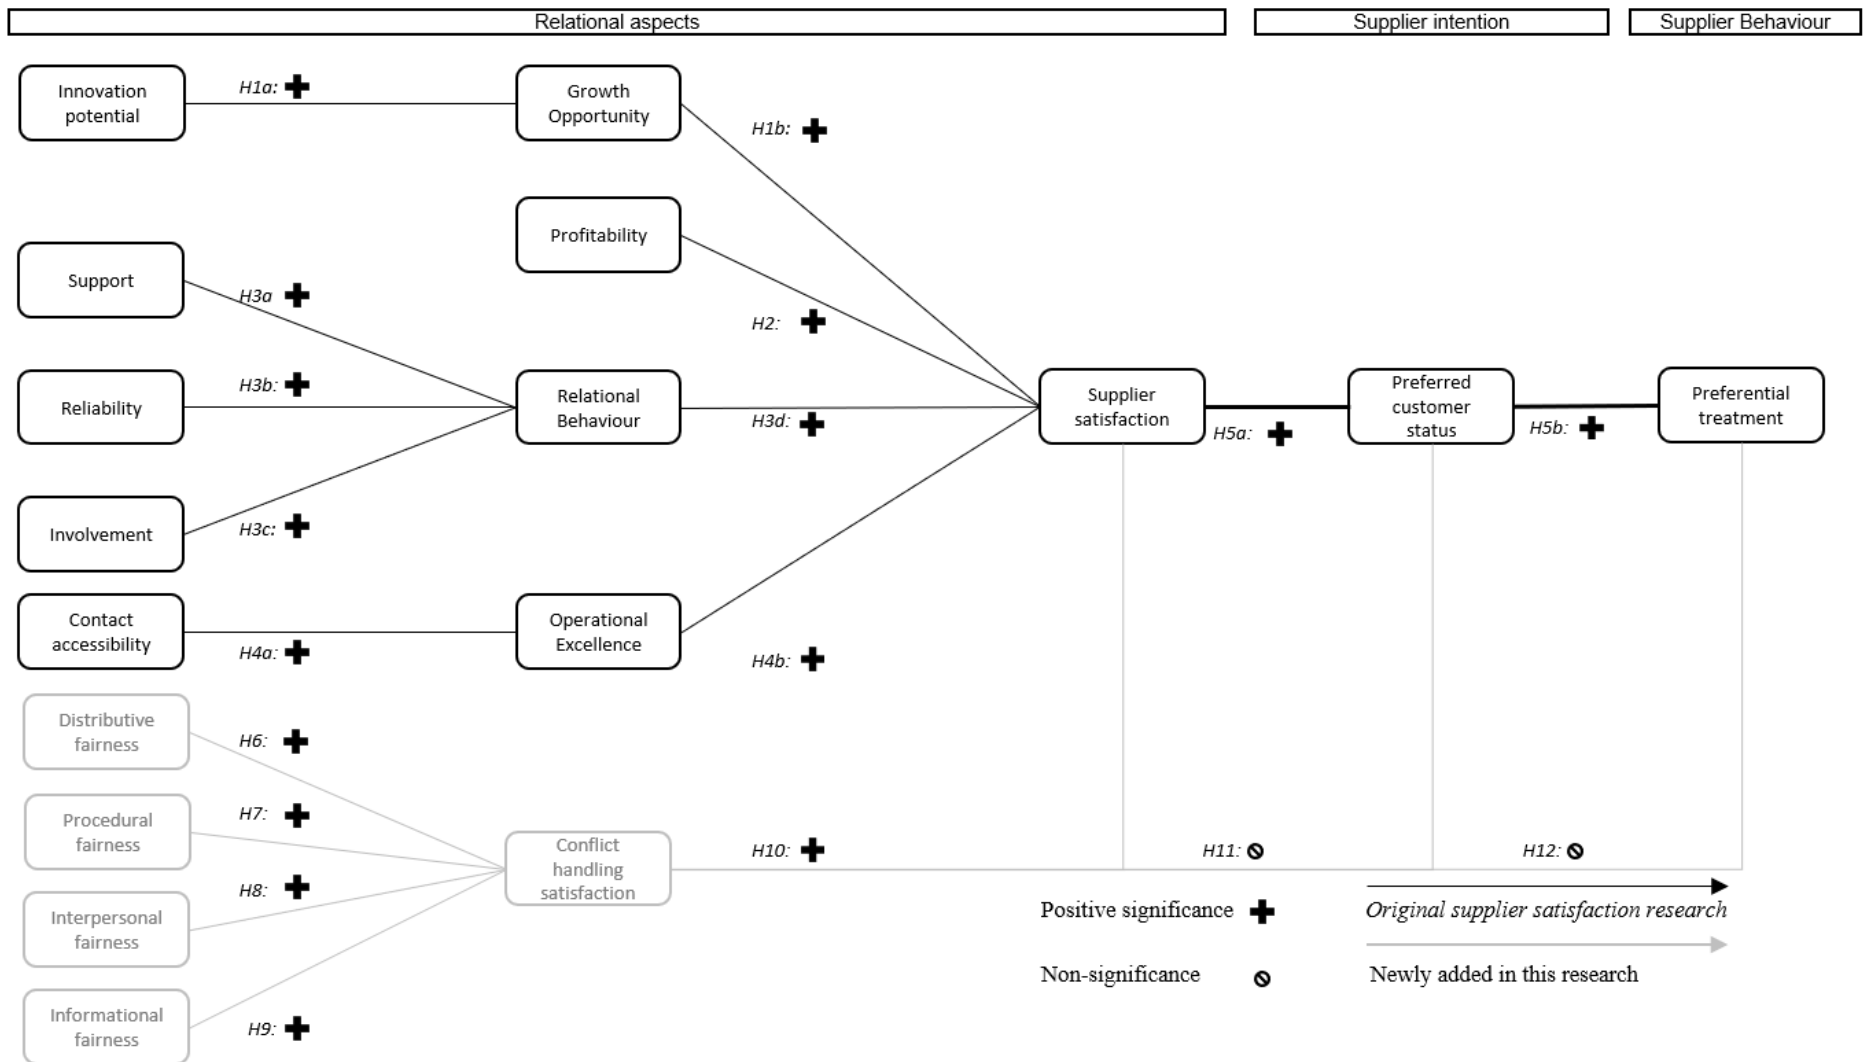 Relational aspects
Supplier intention
Supplier Behaviour
Innovation
potential
H1a:
Growth
Opportunity
H1b:
Profitability
H2:
Support
H3a
Reliability
H3b:
Relational
Behaviour
H3d:
Supplier
satisfaction
H5a:
Preferred
customer
status
H5b:
Preferential
treatment
Involvement
H3c:
Contact
accessibility
H4a:
Operational
Excellence
H4b:
Distributive
fairness
H6:
Procedural
fairness
H7:
Interpersonal
fairness
H8:
Informational
fairness
H9:
Conflict
handling
satisfaction
H10:
H11:
H12:
Positive significance
Original supplier satisfaction research
Non-significance
Newly added in this research